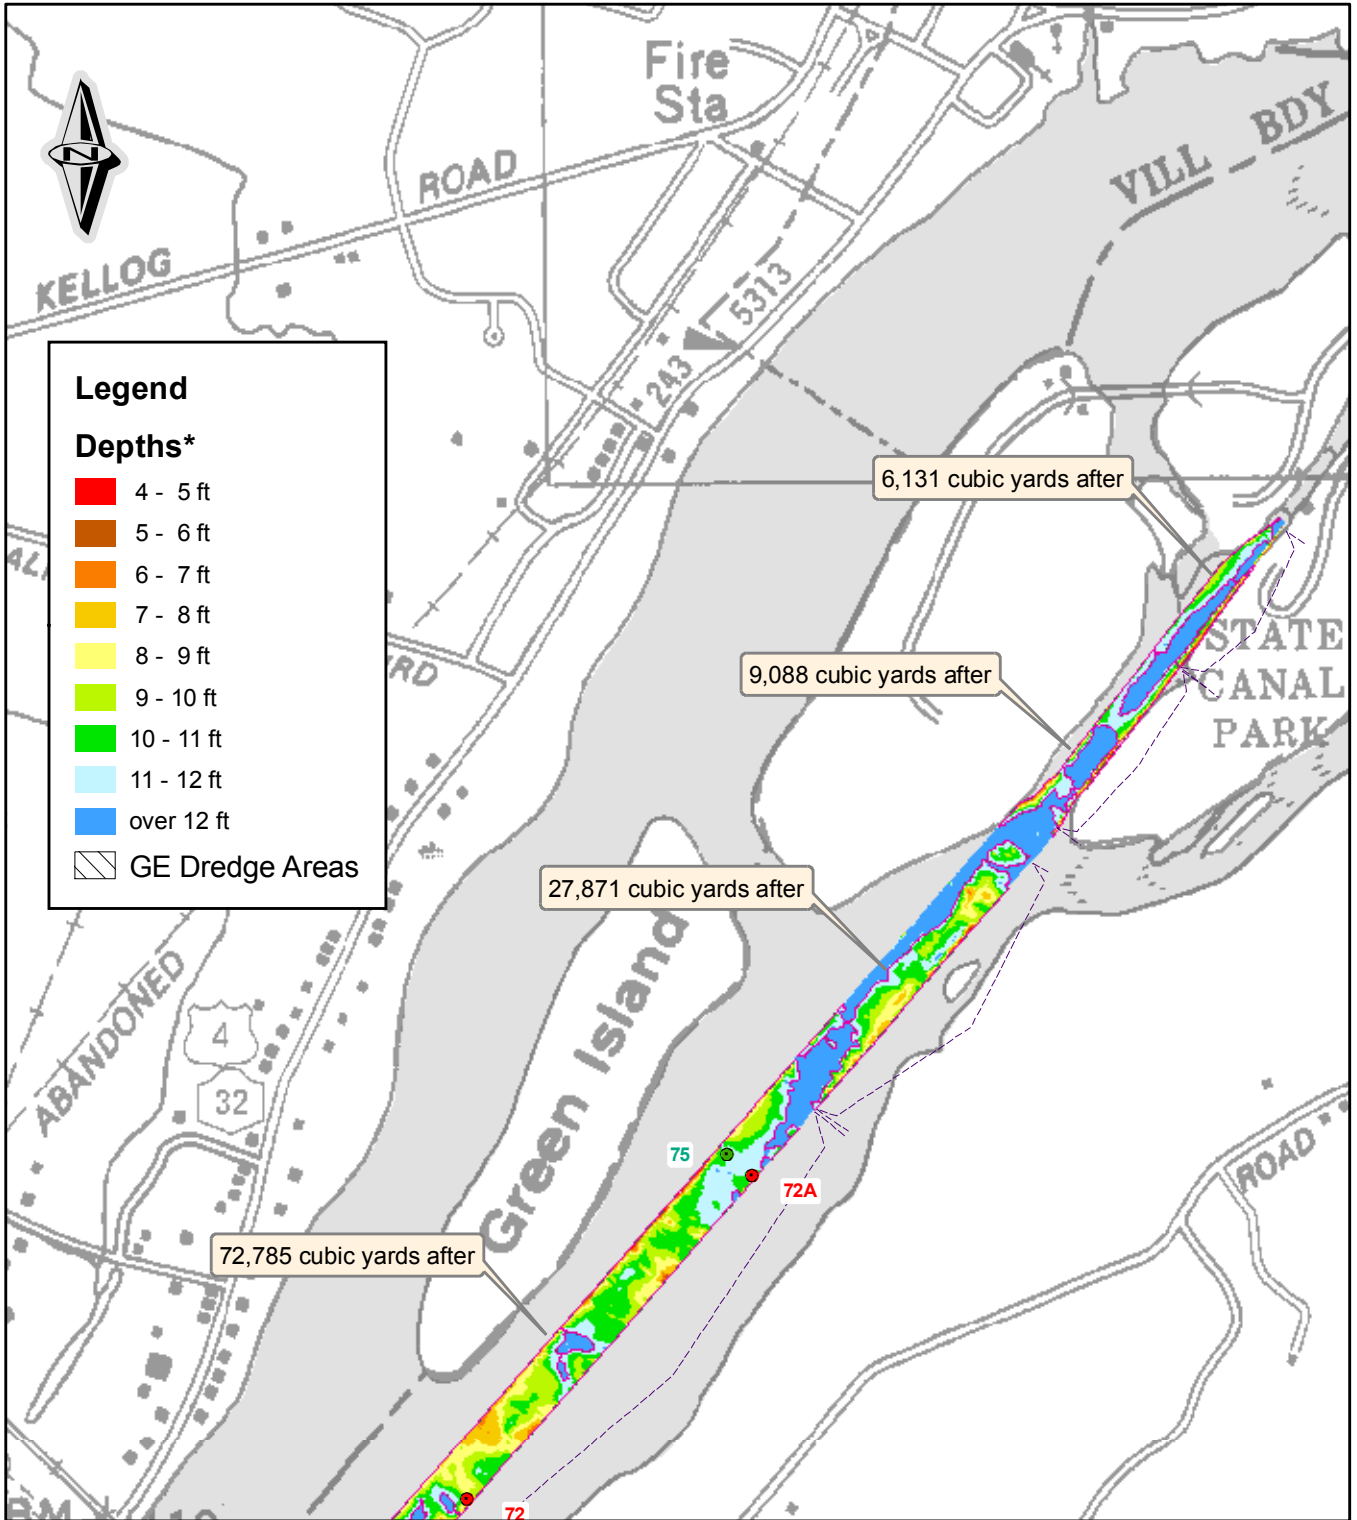 Fire
Sta
VILL BDY
KELLOG ROAD
N
5313
243
Legend
Depths*
4 - 5 ft
5 - 6 ft
6 - 7 ft
7 - 8 ft
8 - 9 ft
9 - 10 ft
10 - 11 ft
11 - 12 ft
over 12 ft
GE Dredge Areas
6,131 cubic yards after
STATE
CANAL
PARK
9,088 cubic yards after
27,871 cubic yards after
Green Island
ABANDONED
4
32
75
72A
ROAD
72,785 cubic yards after
72
BM